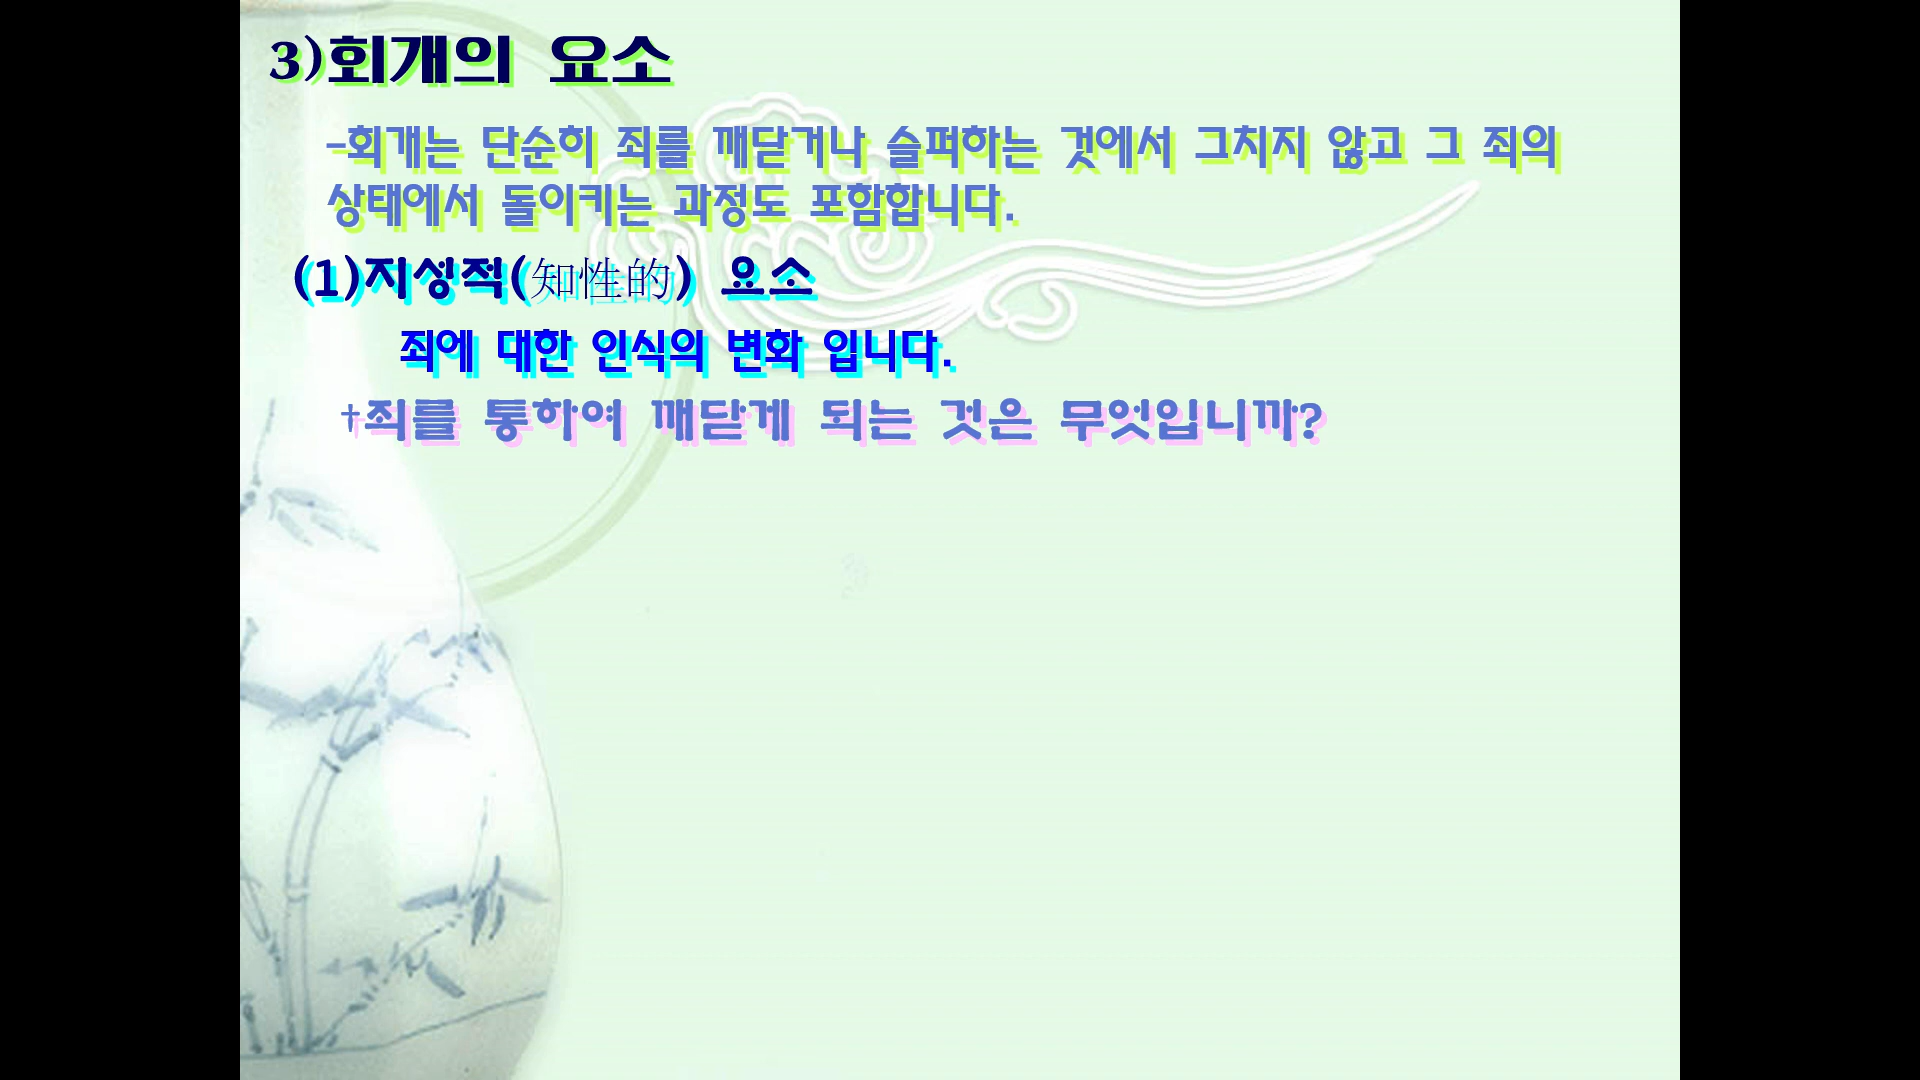 3)회개의 요소
-회개는 단순히 죄를 깨닫거나 슬퍼하는 것에서 그치지 않고 그 죄의
상태에서 돌이키는 과정도 포함합니다.
(1)지성적(知性的) 요소
죄에 대한 인식의 변화 입니다.
†죄를 통하여 깨닫게 되는 것은 무엇입니까?